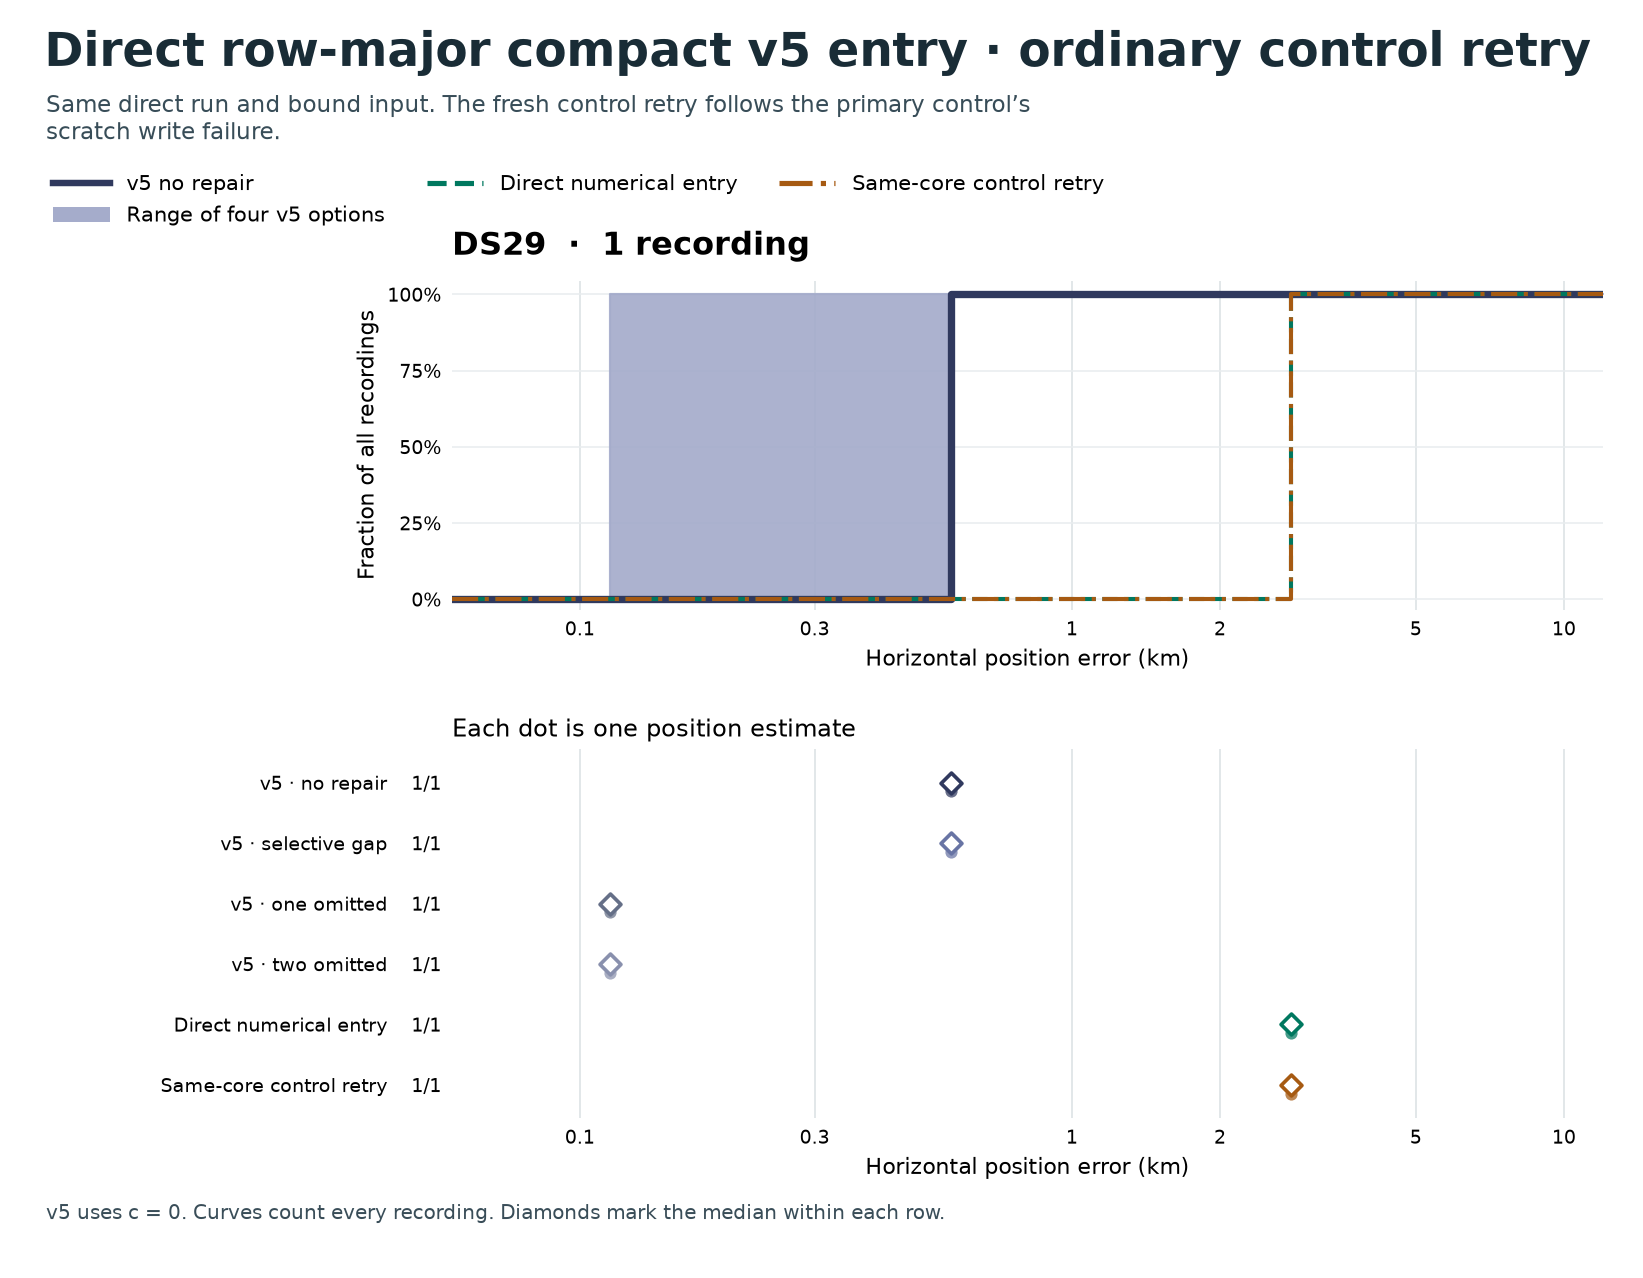 Direct row-major compact v5 entry · ordinary control retry
Same direct run and bound input. The fresh control retry follows the primary control’s
scratch write failure.
v5 no repair
Direct numerical entry
Same-core control retry
Range of four v5 options
DS29 · 1 recording
100%
75%
50%
25%
0%
Fraction of all recordings
0.1 0.3 1 2 5 10
Horizontal position error (km)
Each dot is one position estimate
v5 · no repair 1/1
v5 · selective gap 1/1
v5 · one omitted 1/1
v5 · two omitted 1/1
Direct numerical entry 1/1
Same-core control retry 1/1
0.1 0.3 1 2 5 10
Horizontal position error (km)
v5 uses c = 0. Curves count every recording. Diamonds mark the median within each row.